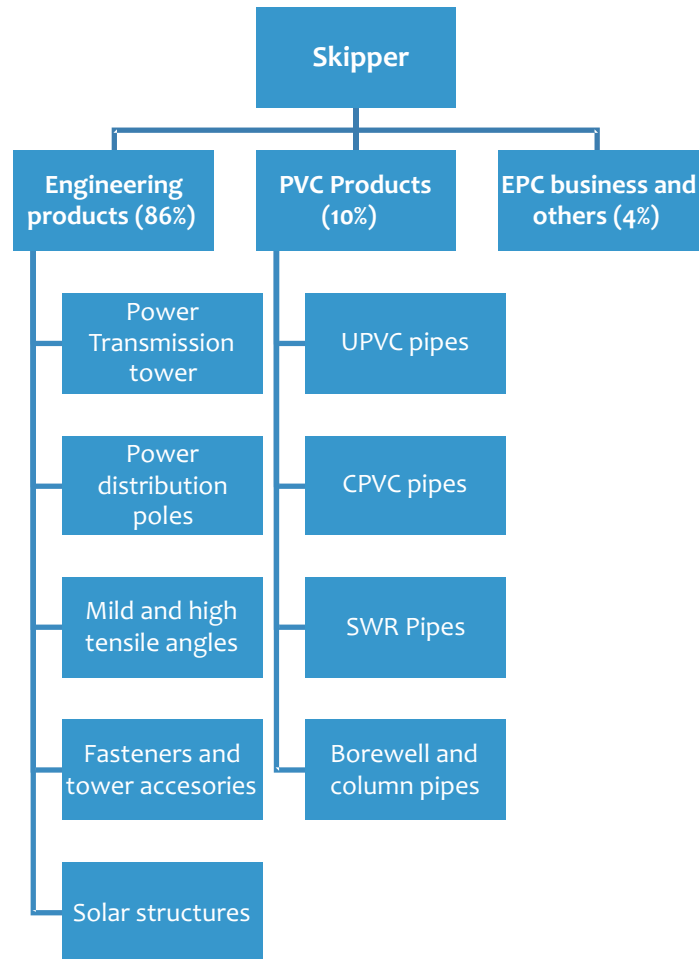 Skipper
Engineering
products (86%)
PVC Products
(10%)
EPC business and
others (4%)
Power
Transmission
tower
UPVC pipes
Power
distribution
poles
CPVC pipes
Mild and high
tensile angles
SWR Pipes
Fasteners and
tower accesories
Borewell and
column pipes
Solar structures